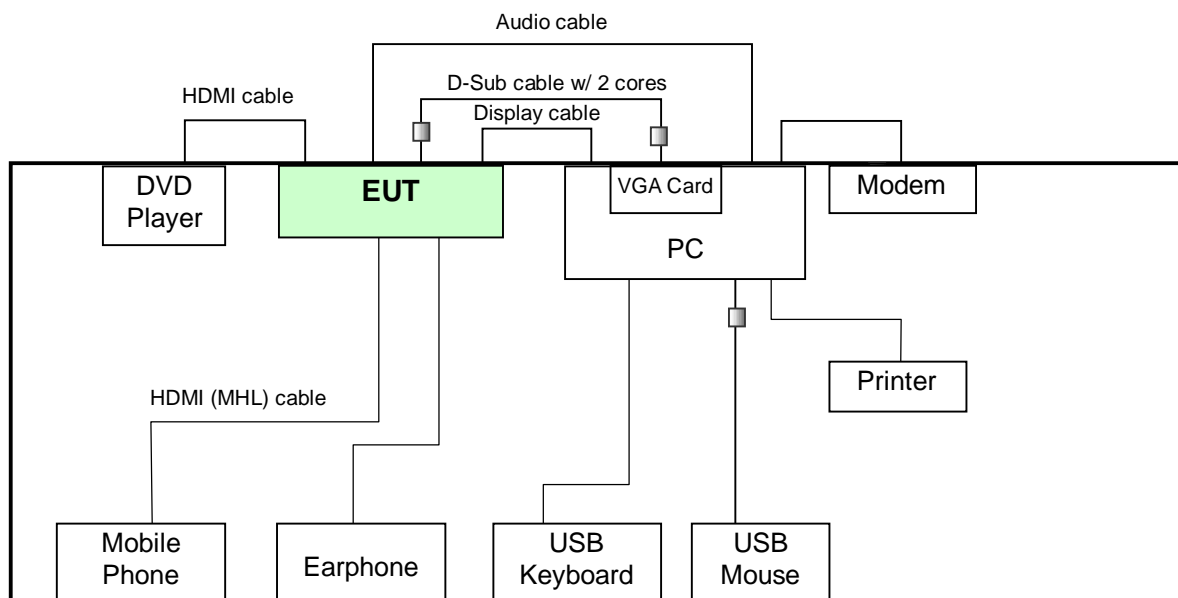 Audio cable
D-Sub cable w/ 2 cores
HDMI cable
Display cable
DVD
Player
EUT
VGA Card
PC
Modem
Printer
HDMI (MHL) cable
Mobile
Phone
Earphone
USB
Keyboard
USB
Mouse